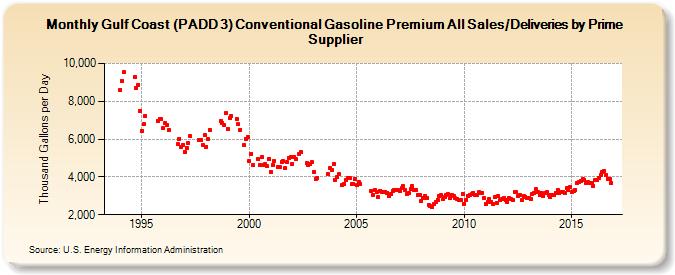 Monthly Gulf Coast (PADD 3) Conventional Gasoline Premium All Sales/Deliveries by Prime
Supplier
Thousand Gallons per Day
10,000
8,000
6,000
4,000
2,000
1995
2000
2005
2010
2015
Source: U.S. Energy Information Administration